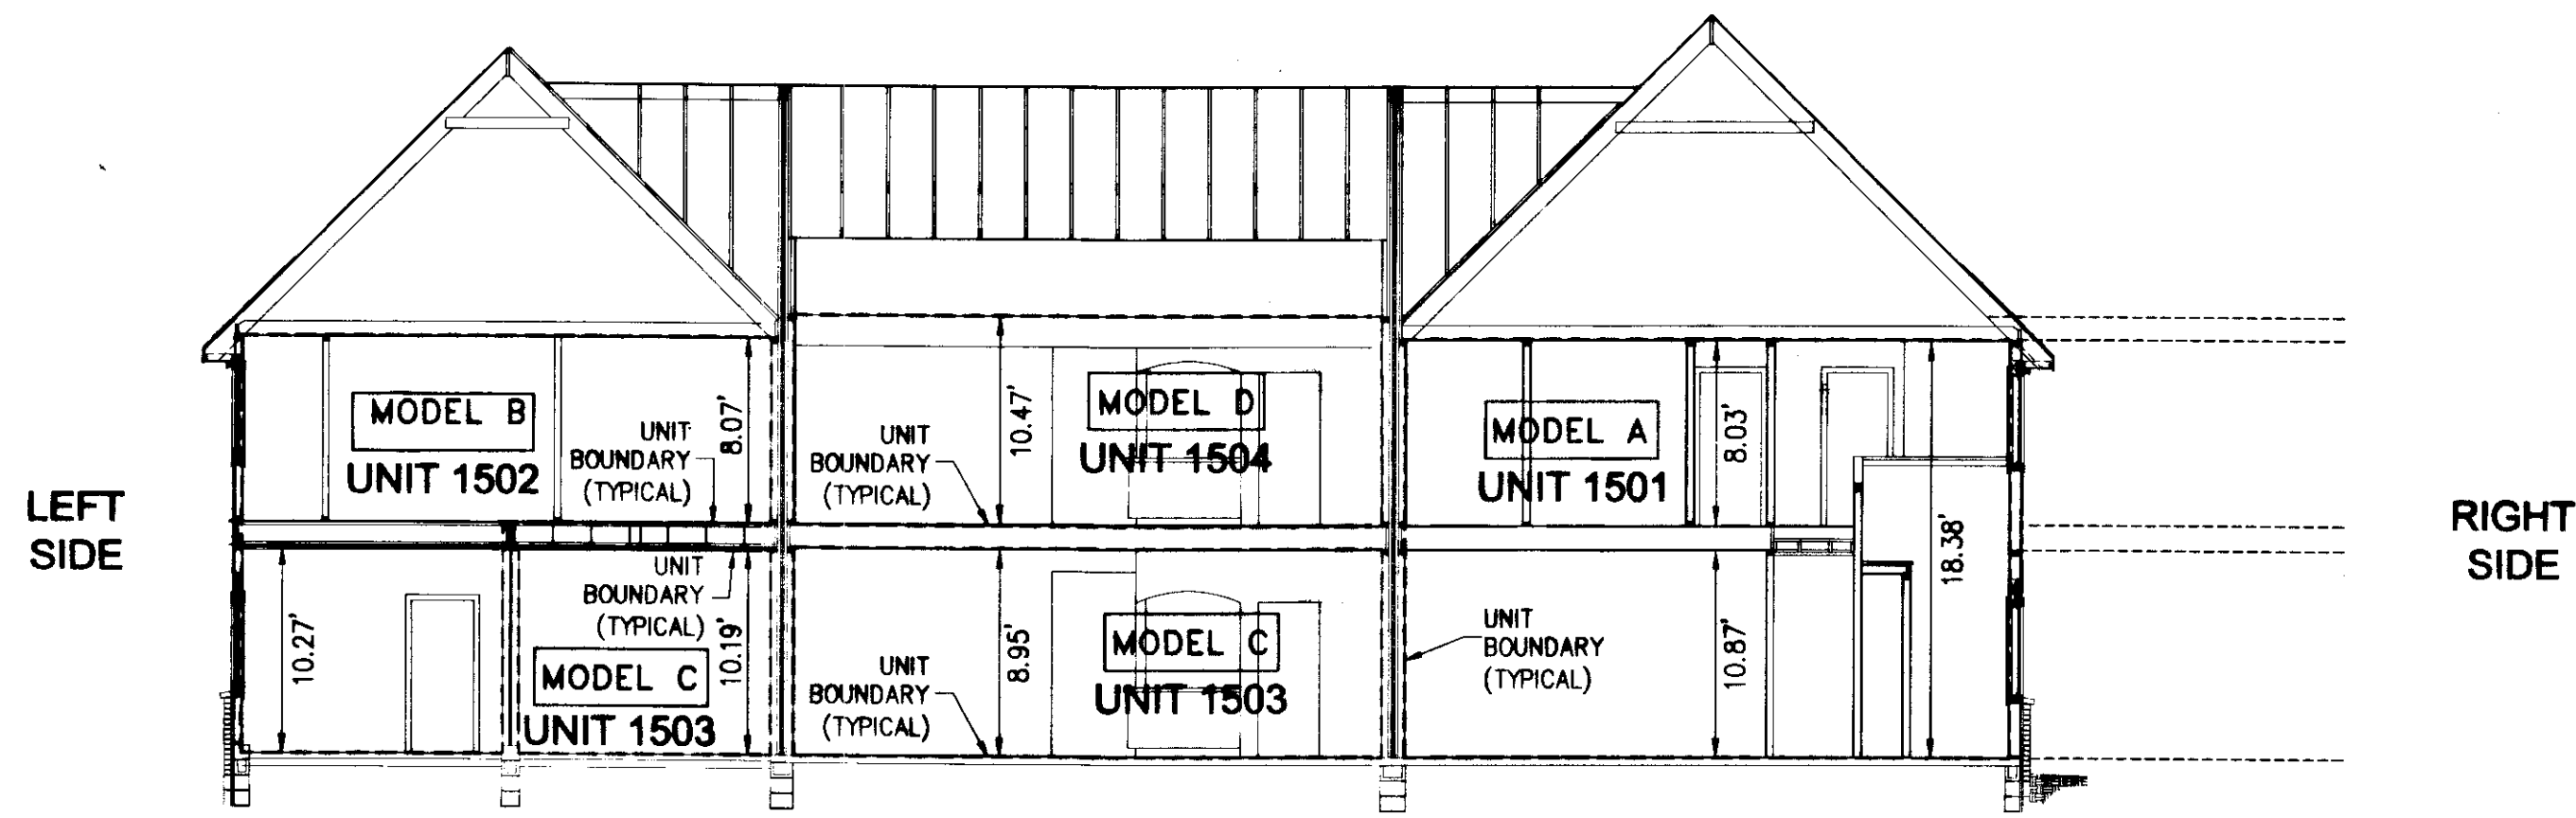 LEFT
SIDE
MODEL B
UNIT 1502
UNIT
BOUNDARY
(TYPICAL)
8.07'
UNIT
BOUNDARY
(TYPICAL)
10.47'
MODEL D
UNIT 1504
MODEL A
UNIT 1501
8.03'
18.38'
RIGHT
SIDE
10.27'
UNIT
BOUNDARY
(TYPICAL)
10.19'
MODEL C
UNIT 1503
UNIT
BOUNDARY
(TYPICAL)
8.95'
MODEL C
UNIT 1503
UNIT
BOUNDARY
(TYPICAL)
10.87'